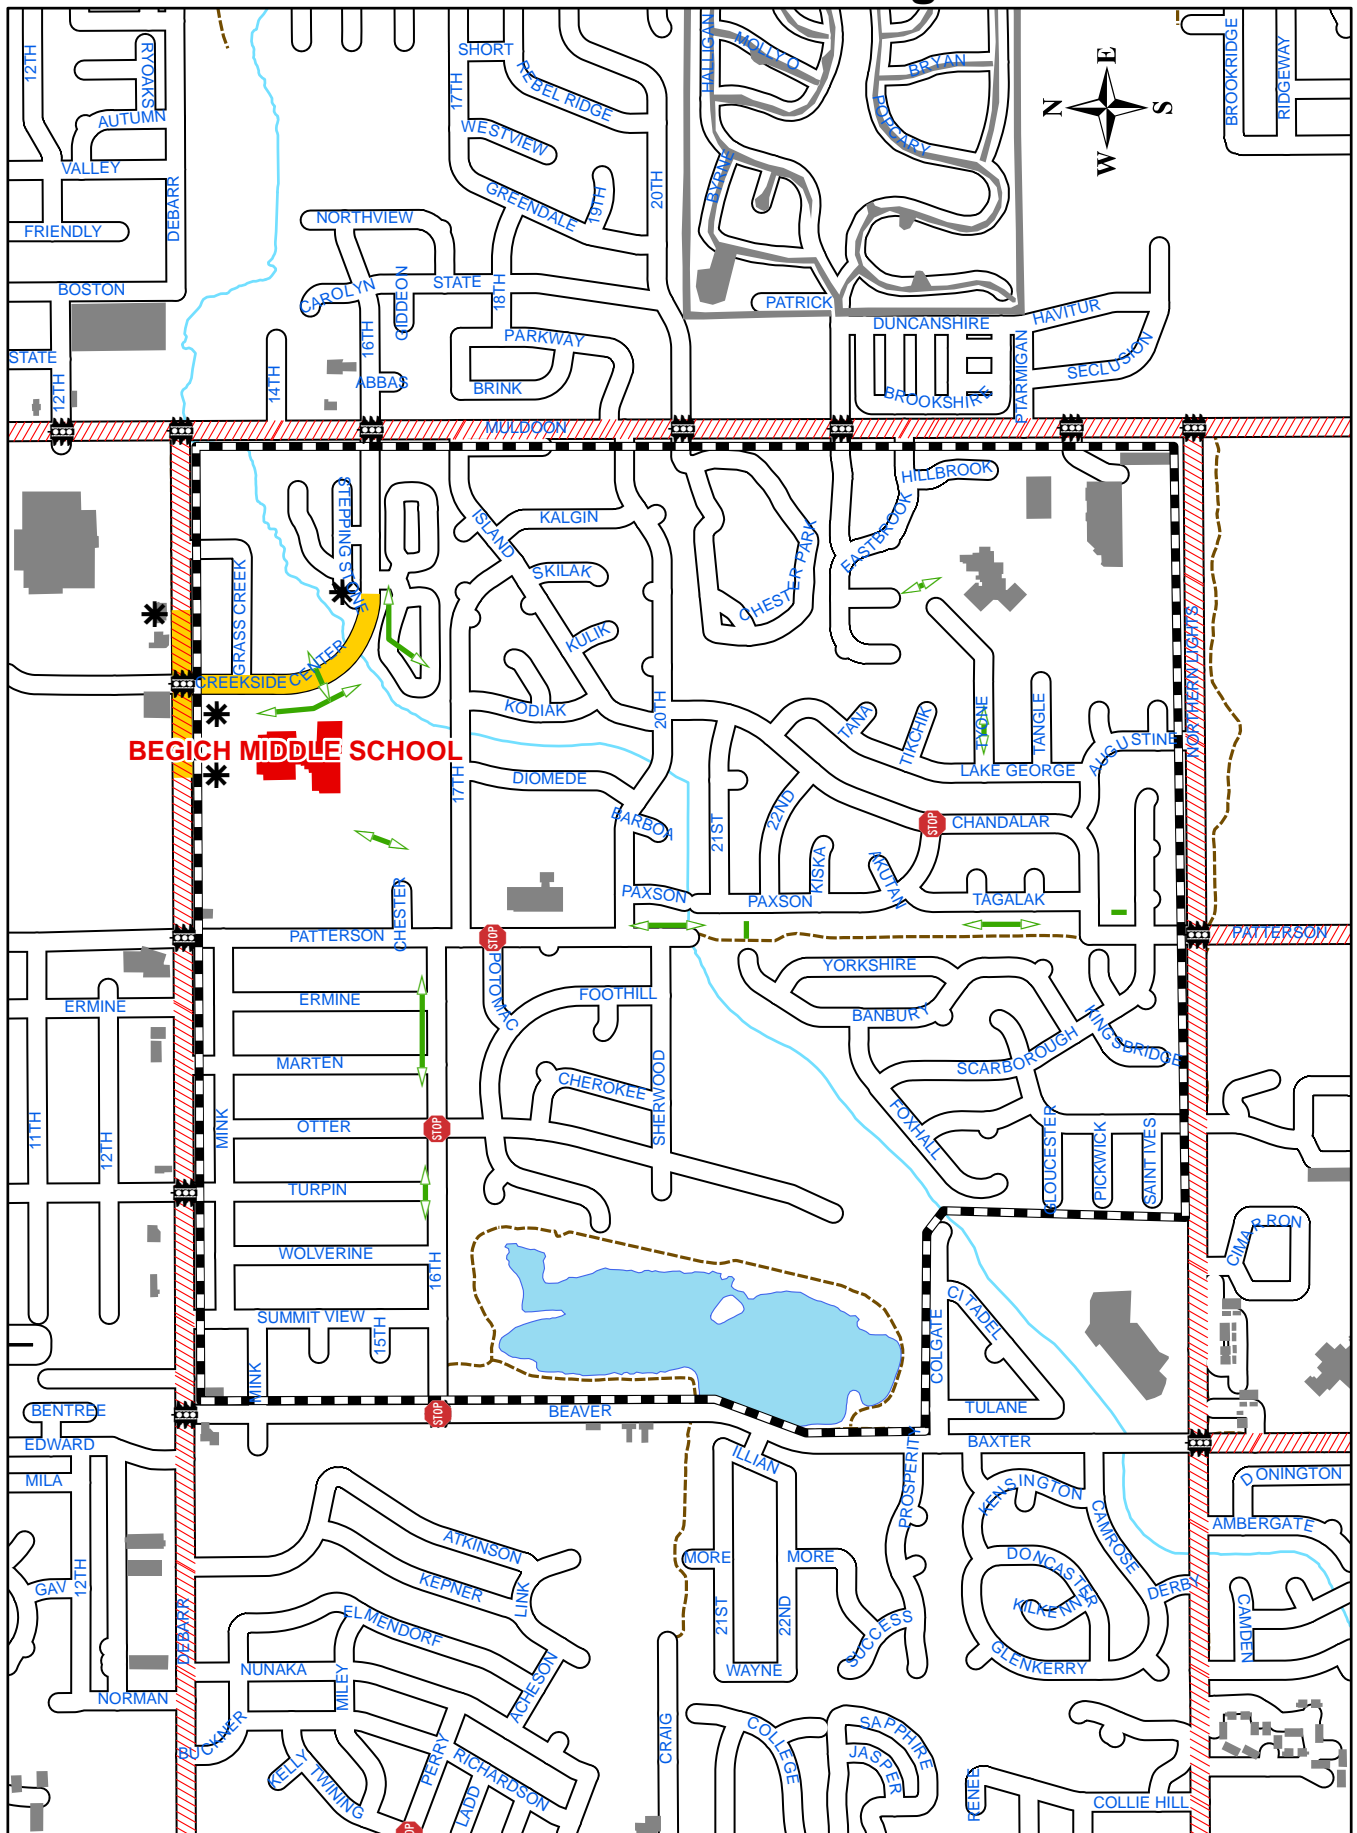 12TH
RYOAKS
AUTUMN
VALLEY
FRIENDLY
DEBARR
BOSTON
STATE
12TH
SHORT
17TH
REBEL RIDGE
WESTVIEW
GREENDALE
19TH
20TH
NORTHVIEW
CAROLYN
GIDDEON
STATE
18TH
16TH
14TH
ABBAS
PARKWAY
BRINK
HALLIGAN
MOLLY O
BRYAN
POPCARY
BYRNE
PATRICK
DUNCANSHIRE
HAVITUR
PTARMIGAN
SECLUSION
BROOKSHIRE
N
E
S
W
BROOKRIDGE
RIDGEWAY
MULDOON
STEPPING STONE
ISLAND
KALGIN
SKILAK
KULIK
CHESTER PARK
EASTBROOK
HILLBROOK
GRASS CREEK
CREEKSIDE CENTER
NORTHERN LIGHTS
BEGICH MIDDLE SCHOOL
KODIAK
20TH
17TH
DIOMEDE
BARBOA
21ST
22ND
TANA
TIKCHIK
TYONE
TANGLE
AUGUSTINE
LAKE GEORGE
STOP
CHANDALAR
KISKA
AKUTAN
PAXSON
PAXSON
TAGALAK
CHESTER
PATTERSON
STOP
PATTERSON
POTOMAC
ERMINE
ERMINE
FOOTHILL
YORKSHIRE
BANBURY
KINGSBRIDGE
SCARBOROUGH
MARTEN
CHEROKEE
SHERWOOD
FOXHALL
11TH
12TH
MINK
OTTER
STOP
GLOUCESTER
PICKWICK
SAINT IVES
TURPIN
WOLVERINE
16TH
CIMARRON
SUMMIT VIEW
15TH
MINK
COLGATE
CITADEL
TULANE
BENTREE
EDWARD
MILA
STOP
BEAVER
BAXTER
ILLIAN
PROSPERITY
KENSINGTON
CAMROSE
DONINGTON
AMBERGATE
ATKINSON
KEPNER
LINK
MORE
MORE
DONCASTER
KILKENNY
DERBY
GAV
12TH
DEBARR
ELMENDORF
21ST
22ND
SUCCESS
CAMDEN
NUNAKA
MILEY
ACHESON
WAYNE
GLENKERRY
NORMAN
BUCKNER
KELLY
TWINING
PERRY
RICHARDSON
LADD
CRAIG
COLLEGE
SAPPHIRE
JASPER
RENEE
COLLIE HILL